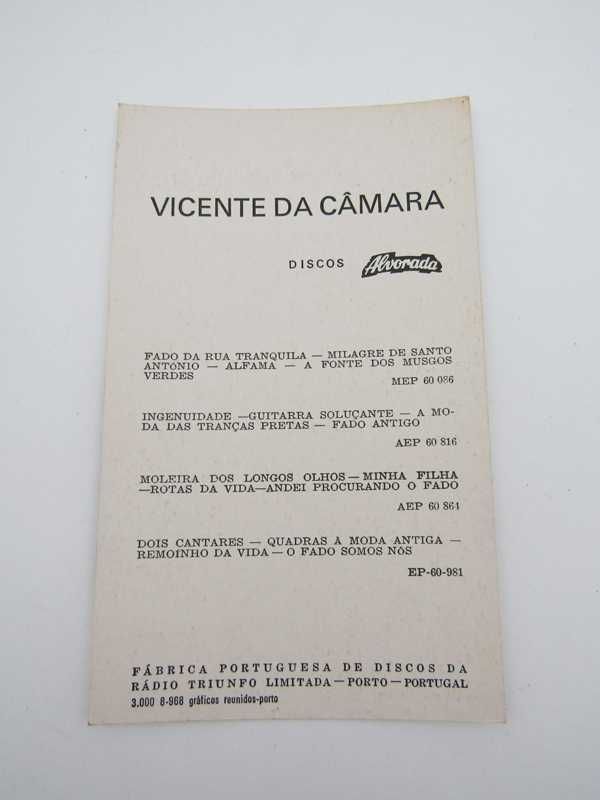 VICENTE DA CÂMARA
DISCOS Alvorada
FADO DA RUA TRANQUILA — MILAGRE DE SANTO
ANTÓNIO — ALFAMA — A FONTE DOS MUSGOS
VERDES
MEP 60 086
INGENUIDADE —GUITARRA SOLUÇANTE — A MO-
DA DAS TRANÇAS PRETAS — FADO ANTIGO
AEP 60 816
MOLEIRA DOS LONGOS OLHOS — MINHA FILHA
—ROTAS DA VIDA—ANDEI PROCURANDO O FADO
AEP 60 864
DOIS CANTARES — QUADRAS À MODA ANTIGA —
REMOÍNHO DA VIDA — O FADO SOMOS NÓS
EP-60-981
FÁBRICA PORTUGUESA DE DISCOS DA
RÁDIO TRIUNFO LIMITADA — PORTO — PORTUGAL
3.000 8-968 gráficos reunidos-porto